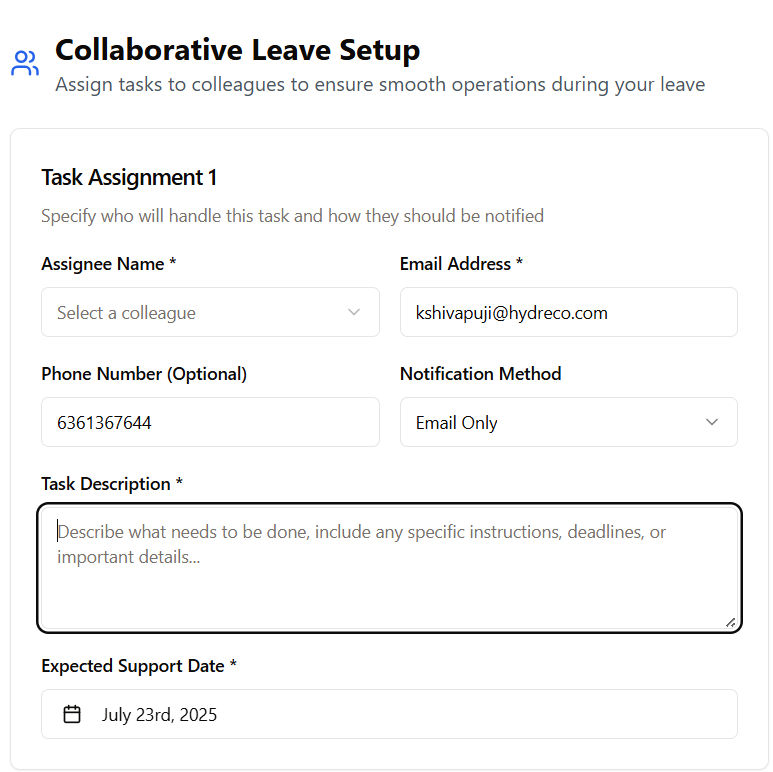 Collaborative Leave Setup
Assign tasks to colleagues to ensure smooth operations during your leave
Task Assignment 1
Specify who will handle this task and how they should be notified
Assignee Name *
Email Address *
Select a colleague
kshivapuji@hydreco.com
Phone Number (Optional)
Notification Method
6361367644
Email Only
Task Description *
Describe what needs to be done, include any specific instructions, deadlines, or
important details...
Expected Support Date *
July 23rd, 2025